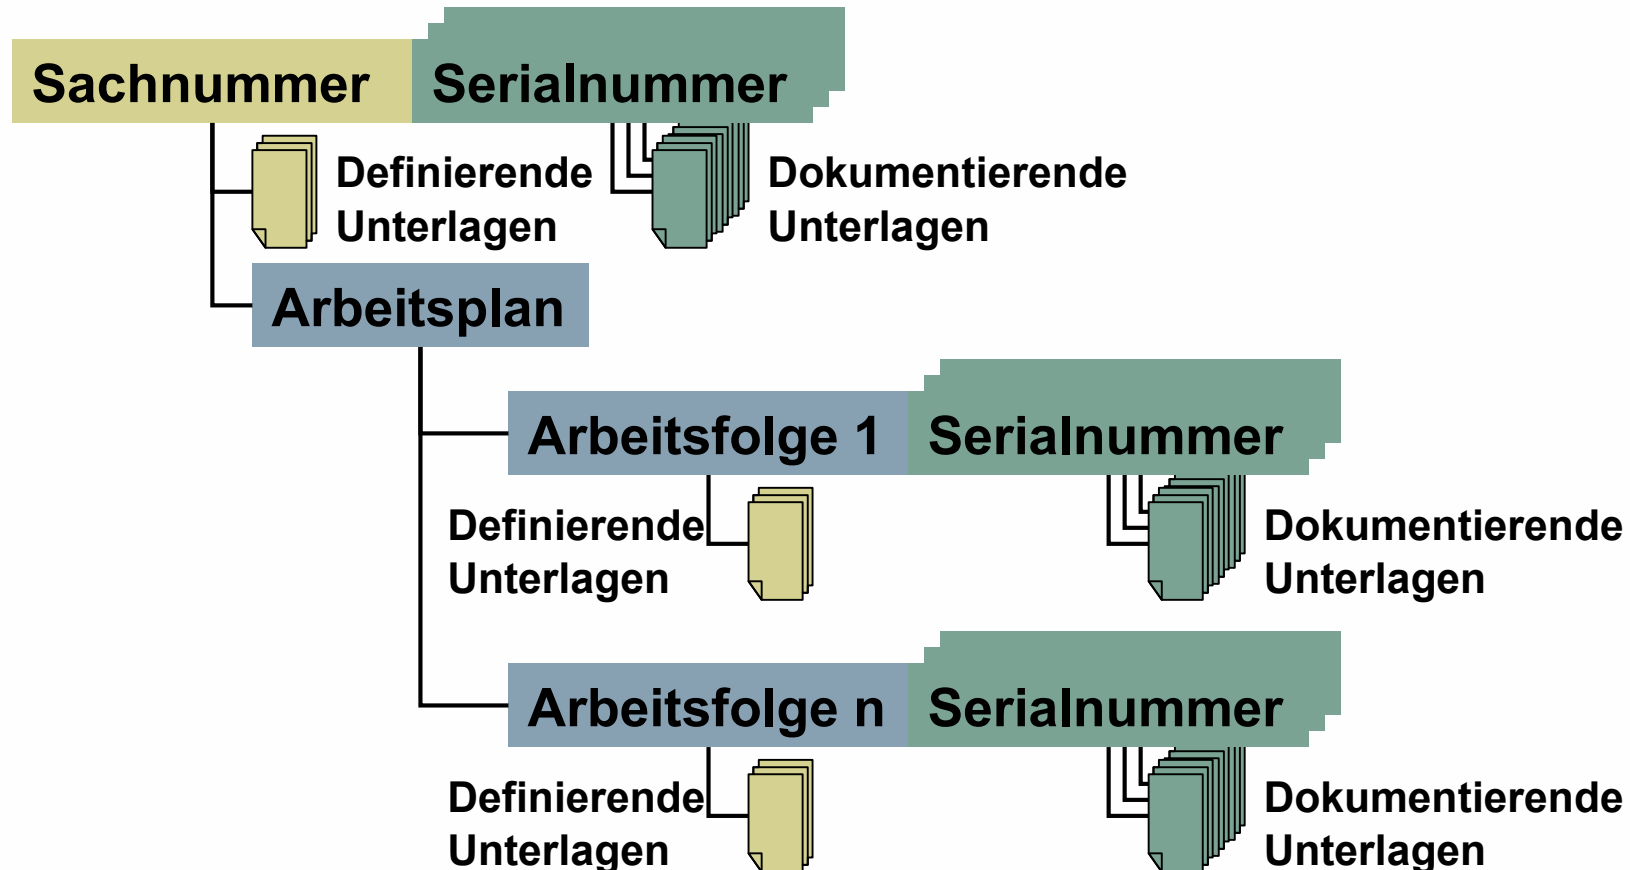 Sachnummer Serialnummer
Definierende
Unterlagen
Dokumentierende
Unterlagen
Arbeitsplan
Arbeitsfolge 1 Serialnummer
Definierende
Unterlagen
Dokumentierende
Unterlagen
Arbeitsfolge n Serialnummer
Definierende
Unterlagen
Dokumentierende
Unterlagen